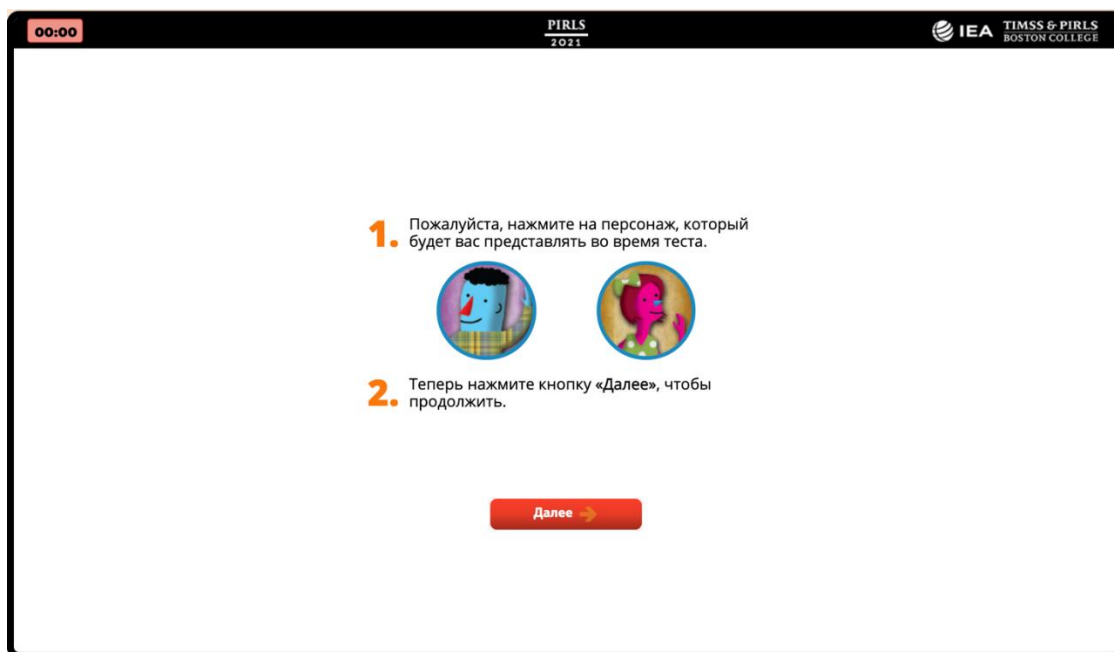 00:00
PIRLS
2021
IEA
TIMSS & PIRLS
BOSTON COLLEGE
1. Пожалуйста, нажмите на персонаж, который
будет вас представлять во время теста.
2. Теперь нажмите кнопку «Далее», чтобы
продолжить.
Далее